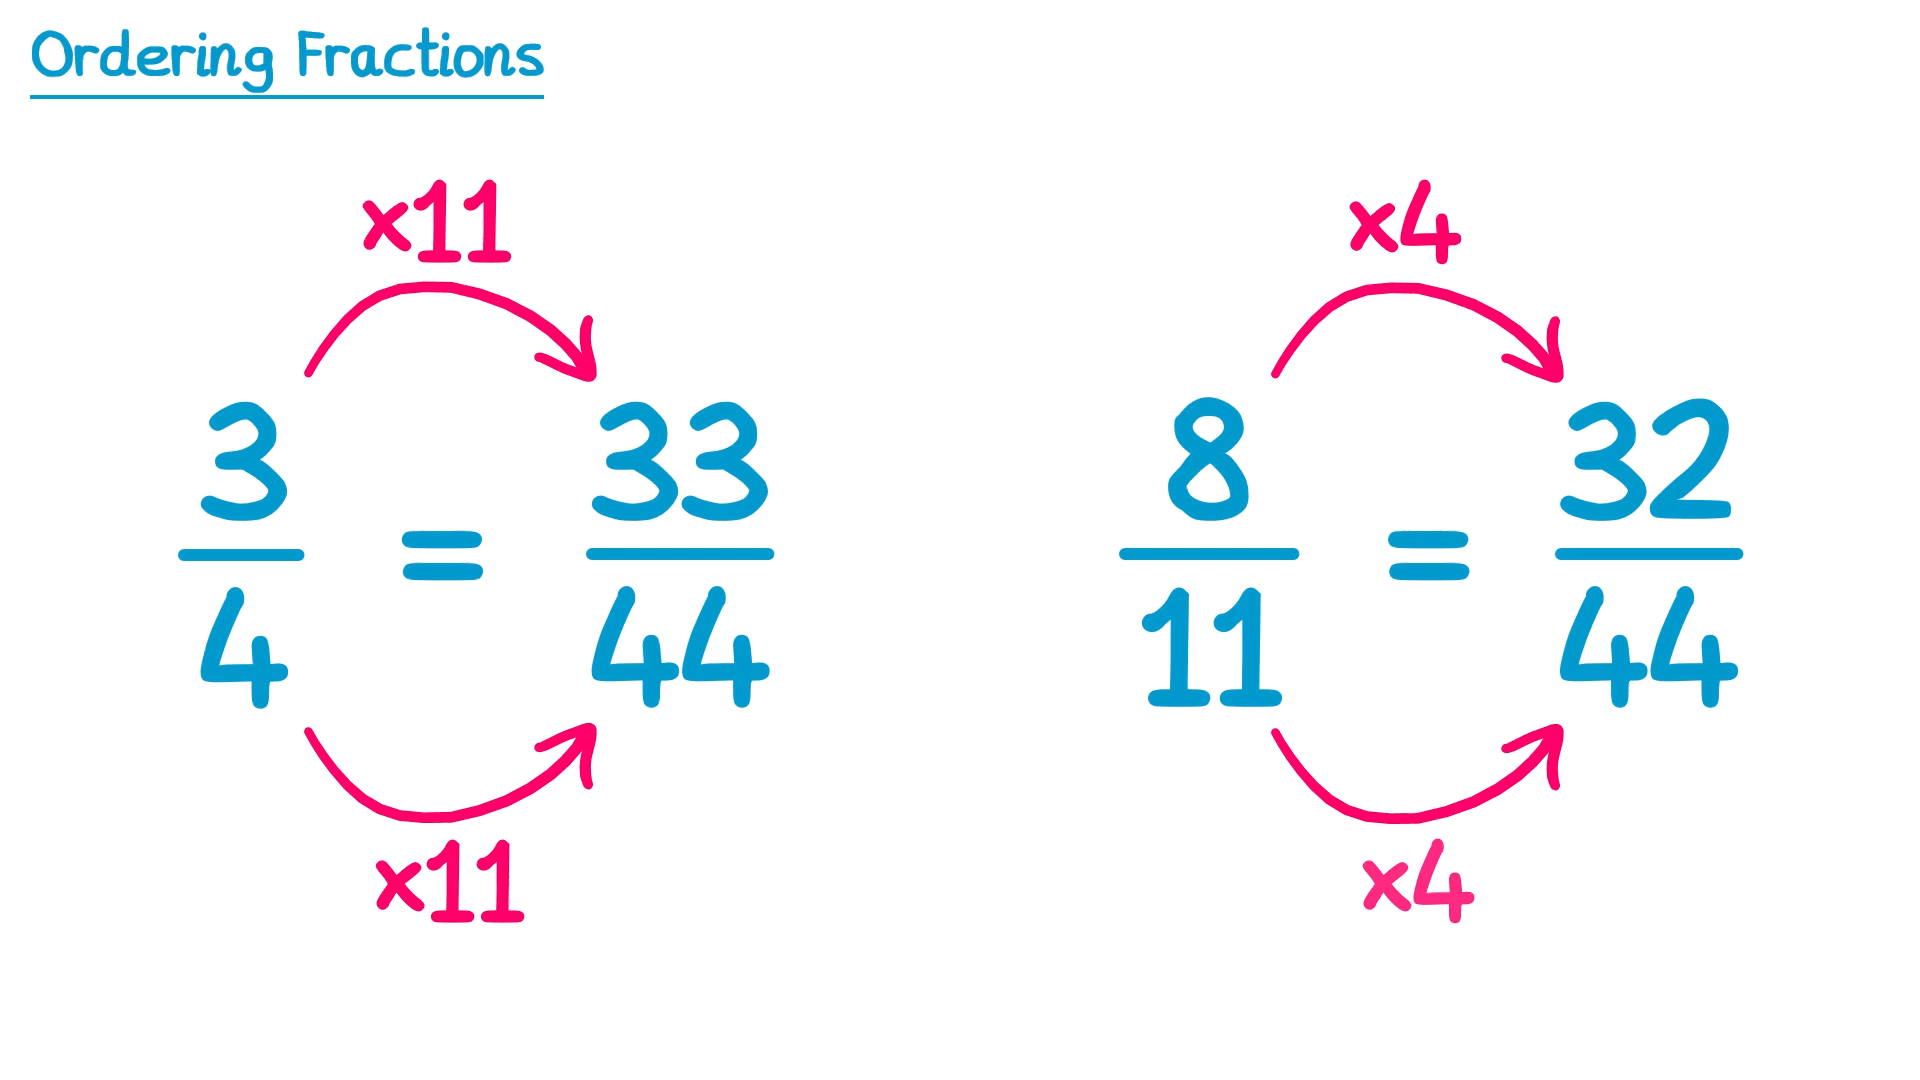 Ordering Fractions
×11 ×4
3 33 8 32
= =
4 44 11 44
×11 ×4